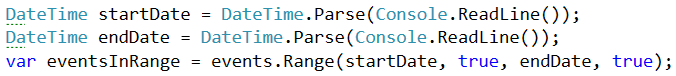 DateTime startDate = DateTime.Parse(Console.ReadLine());
DateTime endDate = DateTime.Parse(Console.ReadLine());
var eventsInRange = events.Range(startDate, true, endDate, true);